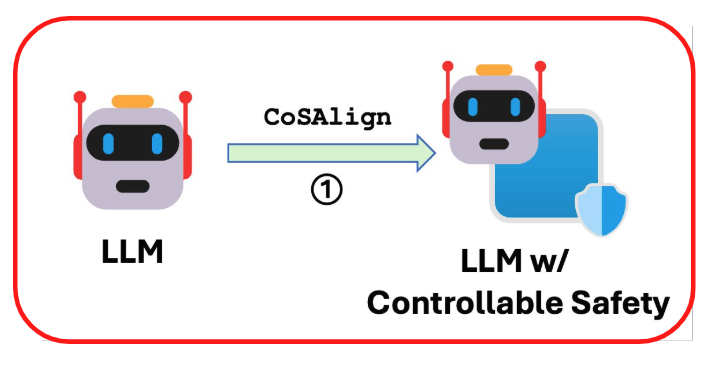 CoSAlign
①
LLM
LLM w/
Controllable Safety